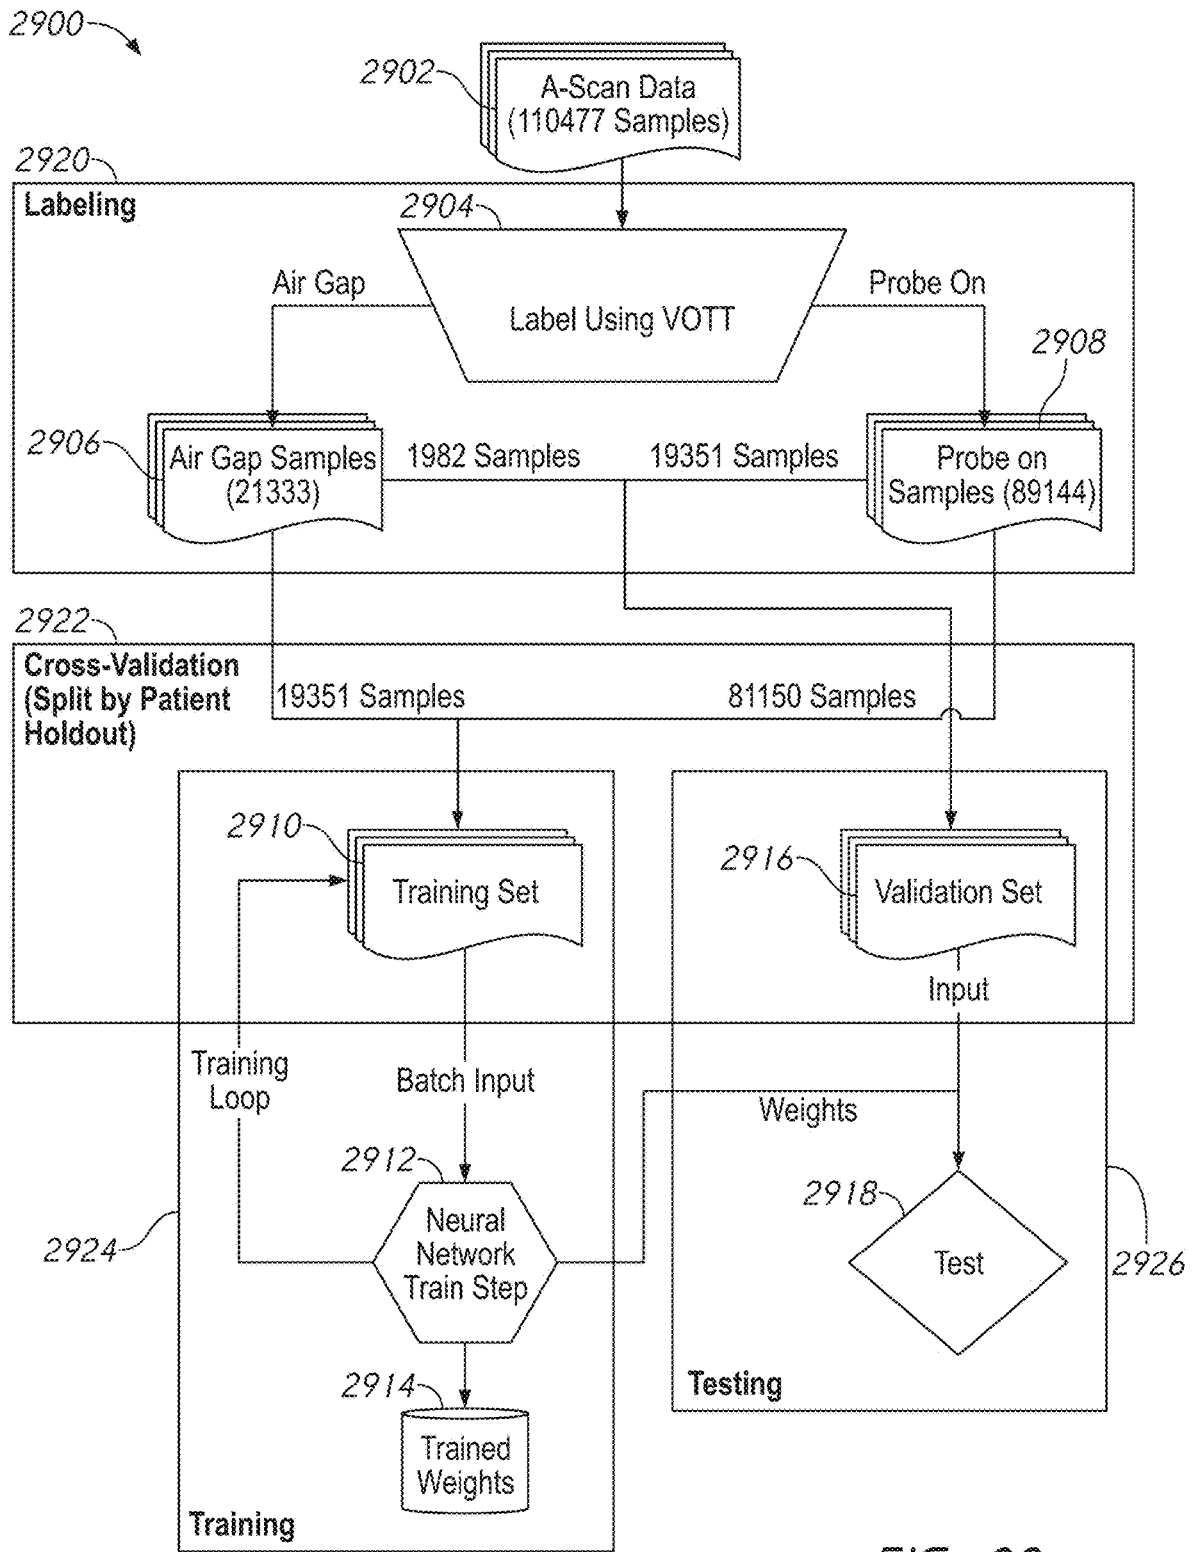 2900
2902
A-Scan Data
(110477 Samples)
2920
Labeling
2904
Air Gap
Probe On
Label Using VOTT
2908
2906
Air Gap Samples
(21333)
1982 Samples
19351 Samples
Probe on
Samples (89144)
2922
Cross-Validation
(Split by Patient
Holdout)
19351 Samples
81150 Samples
2910
Training Set
2916
Validation Set
Input
Training
Loop
Batch Input
Weights
2912
Neural
Network
Train Step
2918
Test
2924
2926
2914
Trained
Weights
Testing
Training